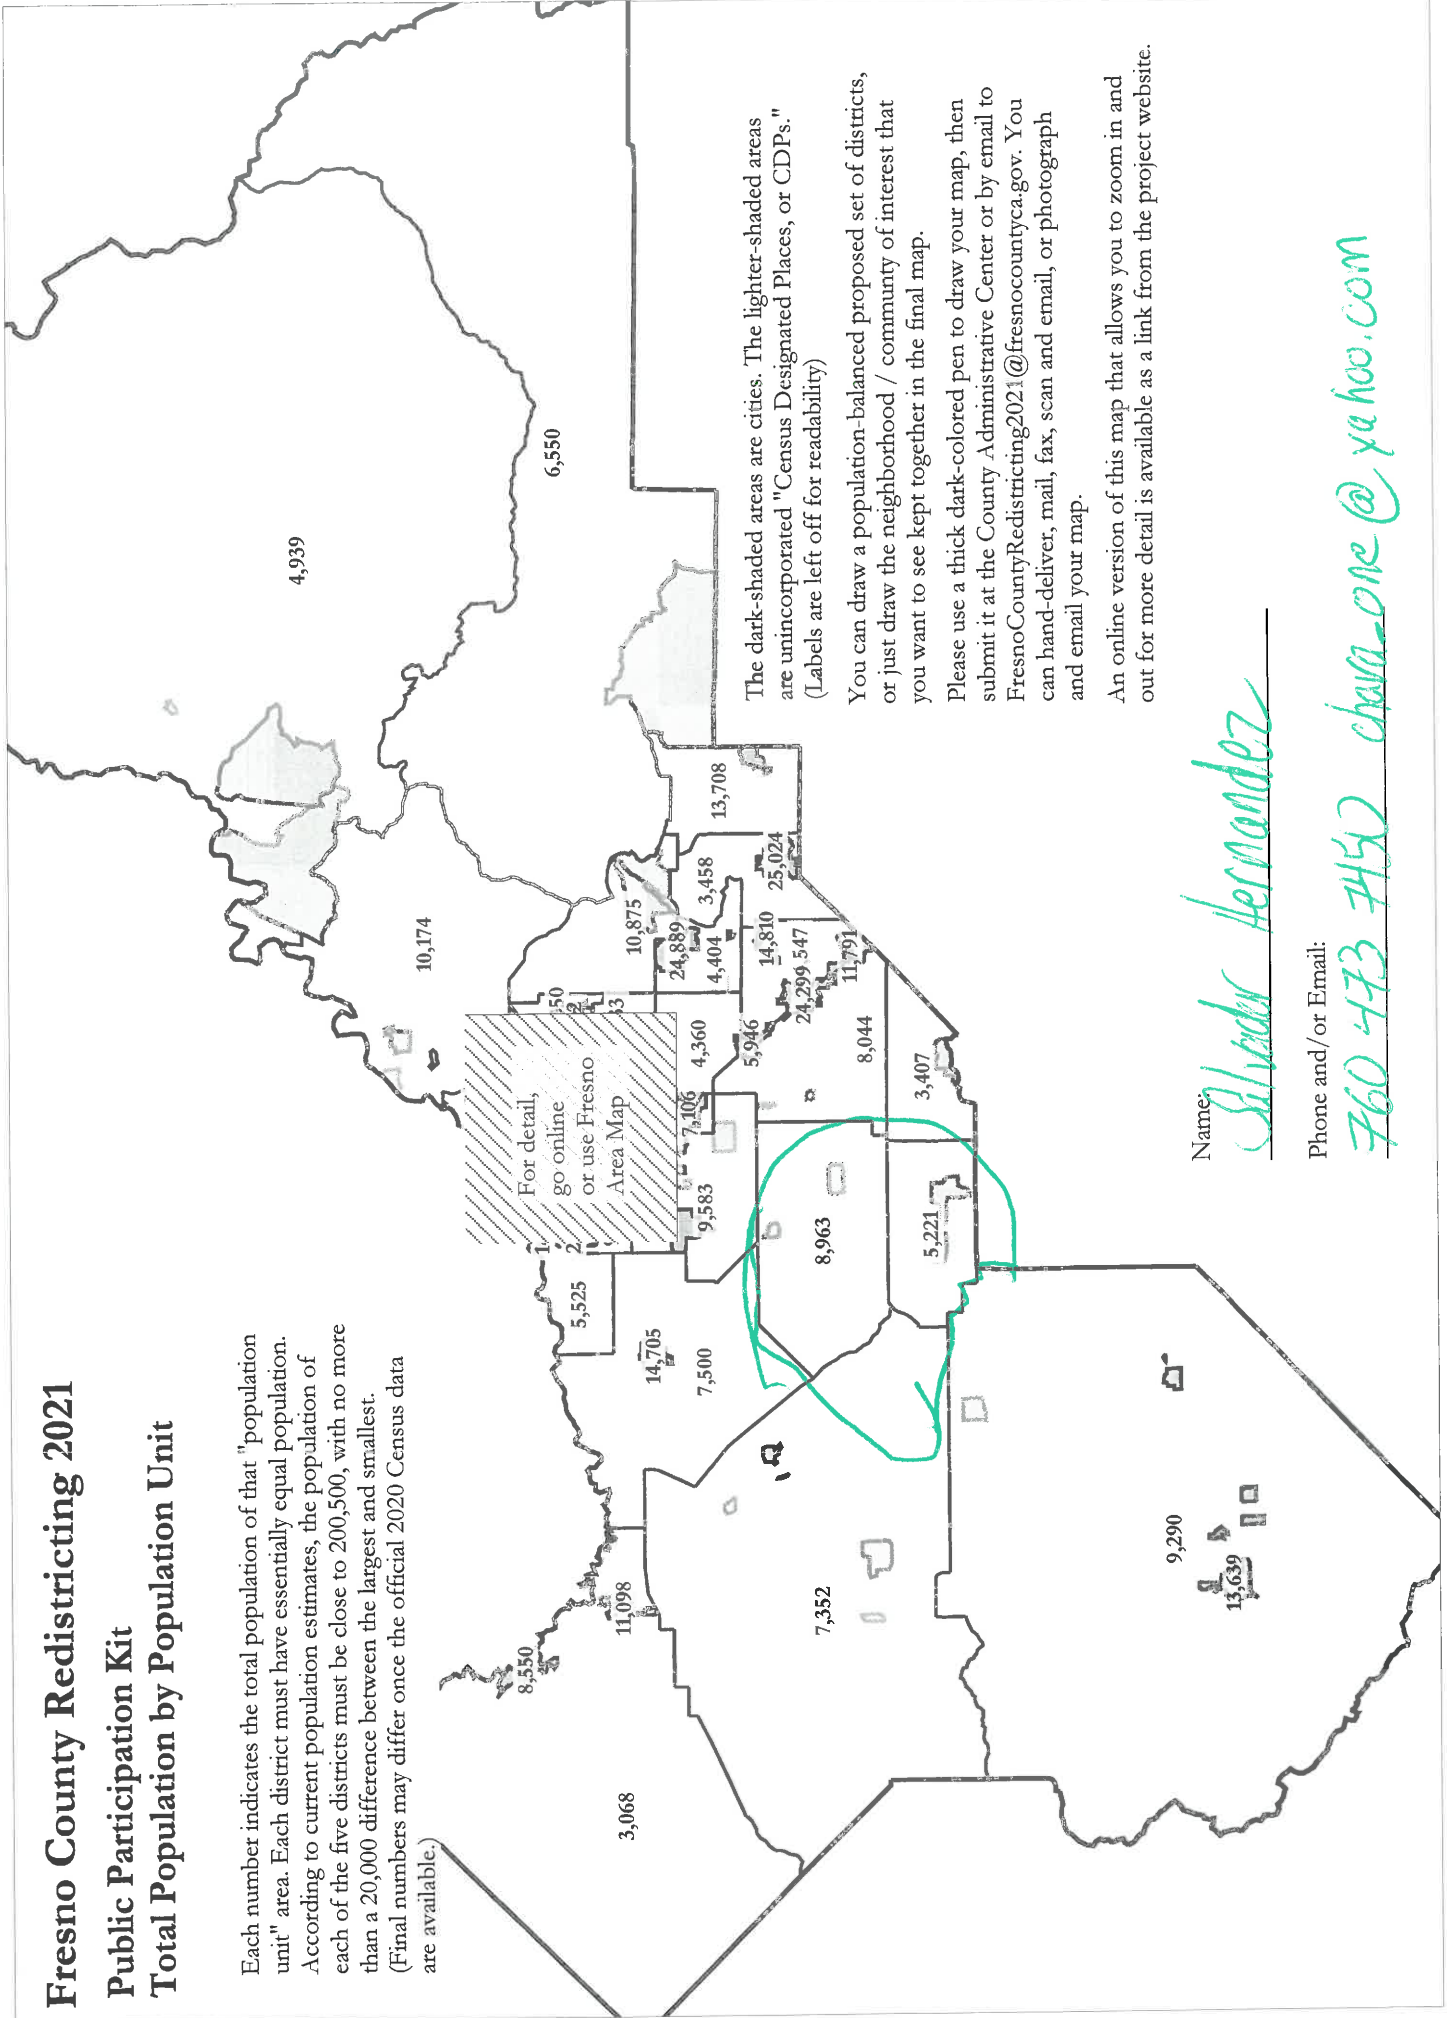 Fresno County Redistricting 2021
Public Participation Kit
Total Population by Population Unit
Each number indicates the total population of that "population
unit" area. Each district must have essentially equal population.
According to current population estimates, the population of
each of the five districts must be close to 200,500, with no more
than a 20,000 difference between the largest and smallest.
(Final numbers may differ once the official 2020 Census data
are available.)
4,939
6,550
10,174
For detail,
go online
or use Fresno
Area Map
50
2
33
1
2
5,525
14,705
7,500
9,583
7,106
4,360
10,875
24,889
4,404
3,458
13,708
25,024
14,810
547
24,299
11,791
5,946
8,044
3,407
8,963
5,221
8,550
11,098
3,068
7,352
9,290
13,639
The dark-shaded areas are cities. The lighter-shaded areas
are unincorporated "Census Designated Places, or CDPs."
(Labels are left off for readability)
You can draw a population-balanced proposed set of districts,
or just draw the neighborhood / community of interest that
you want to see kept together in the final map.
Please use a thick dark-colored pen to draw your map, then
submit it at the County Administrative Center or by email to
FresnoCountyRedistricting2021@fresnocountyca.gov. You
can hand-deliver, mail, fax, scan and email, or photograph
and email your map.
An online version of this map that allows you to zoom in and
out for more detail is available as a link from the project website.
Name:
Salvador Hernandez
Phone and/or Email:
760 473 7450 chava_one@yahoo.com